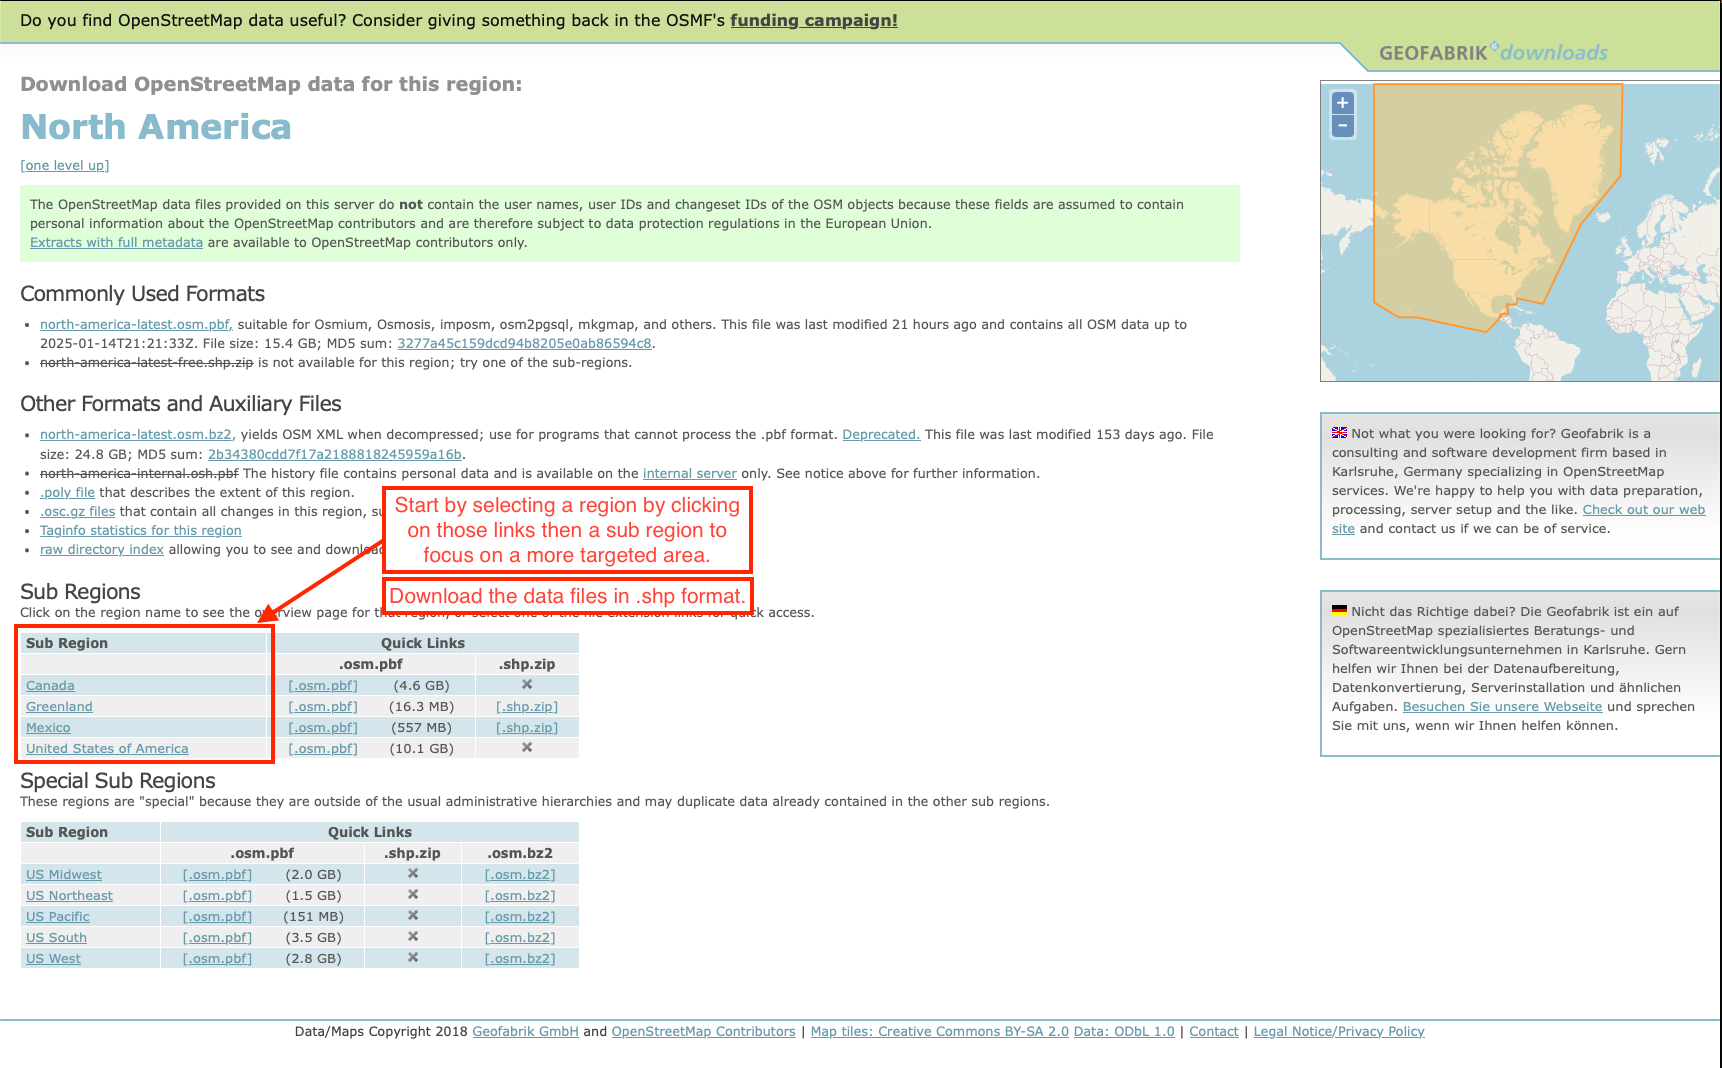 Do you find OpenStreetMap data useful? Consider giving something back in the OSMF's funding campaign!
GEOFABRIK downloads
Download OpenStreetMap data for this region:
North America
[one level up]
The OpenStreetMap data files provided on this server do not contain the user names, user IDs and changeset IDs of the OSM objects because these fields are assumed to contain
personal information about the OpenStreetMap contributors and are therefore subject to data protection regulations in the European Union.
Extracts with full metadata are available to OpenStreetMap contributors only.
Commonly Used Formats
• north-america-latest.osm.pbf, suitable for Osmium, Osmosis, imposm, osm2pgsql, mkgmap, and others. This file was last modified 21 hours ago and contains all OSM data up to
2025-01-14T21:21:33Z. File size: 15.4 GB; MD5 sum: 3277a45c159dcd94b8205e0ab86594c8.
• north-america-latest-free.shp.zip is not available for this region; try one of the sub-regions.
Other Formats and Auxiliary Files
• north-america-latest.osm.bz2, yields OSM XML when decompressed; use for programs that cannot process the .pbf format. Deprecated. This file was last modified 153 days ago. File
size: 24.8 GB; MD5 sum: 2b34380cdd7f17a2188818245959a16b.
• north-america-internal.osh.pbf The history file contains personal data and is available on the internal server only. See notice above for further information.
• .poly file that describes the extent of this region.
• .osc.gz files that contain all changes in this region,
• Taginfo statistics for this region
• raw directory index allowing you to see and download
Start by selecting a region by clicking
on those links then a sub region to
focus on a more targeted area.
Download the data files in .shp format.
Sub Regions
Click on the region name to see the overview page for that region, or select one of the file extension links for quick access.
Sub Region Quick Links
.osm.pbf .shp.zip
Canada [.osm.pbf] (4.6 GB) ✕
Greenland [.osm.pbf] (16.3 MB) [.shp.zip]
Mexico [.osm.pbf] (557 MB) [.shp.zip]
United States of America [.osm.pbf] (10.1 GB) ✕
Special Sub Regions
These regions are "special" because they are outside of the usual administrative hierarchies and may duplicate data already contained in the other sub regions.
Sub Region Quick Links
.osm.pbf .shp.zip .osm.bz2
US Midwest [.osm.pbf] (2.0 GB) ✕ [.osm.bz2]
US Northeast [.osm.pbf] (1.5 GB) ✕ [.osm.bz2]
US Pacific [.osm.pbf] (151 MB) ✕ [.osm.bz2]
US South [.osm.pbf] (3.5 GB) ✕ [.osm.bz2]
US West [.osm.pbf] (2.8 GB) ✕ [.osm.bz2]
+
−
Not what you were looking for? Geofabrik is a
consulting and software development firm based in
Karlsruhe, Germany specializing in OpenStreetMap
services. We're happy to help you with data preparation,
processing, server setup and the like. Check out our web
site and contact us if we can be of service.
Nicht das Richtige dabei? Die Geofabrik ist ein auf
OpenStreetMap spezialisiertes Beratungs- und
Softwareentwicklungsunternehmen in Karlsruhe. Gern
helfen wir Ihnen bei der Datenaufbereitung,
Datenkonvertierung, Serverinstallation und ähnlichen
Aufgaben. Besuchen Sie unsere Webseite und sprechen
Sie mit uns, wenn wir Ihnen helfen können.
Data/Maps Copyright 2018 Geofabrik GmbH and OpenStreetMap Contributors | Map tiles: Creative Commons BY-SA 2.0 Data: ODbL 1.0 | Contact | Legal Notice/Privacy Policy